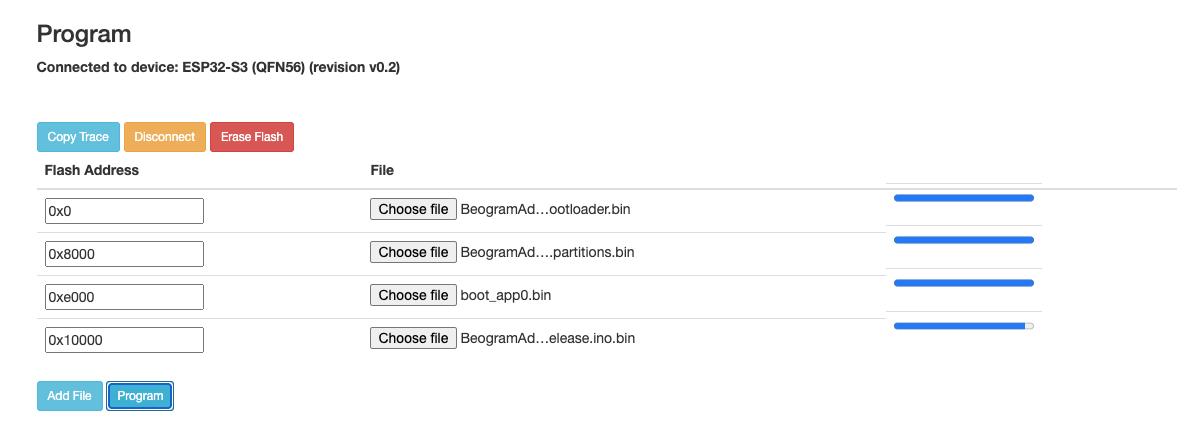 Program
Connected to device: ESP32-S3 (QFN56) (revision v0.2)
Copy Trace Disconnect Erase Flash
Flash Address File
0x0 Choose file BeogramAd…ootloader.bin
0x8000 Choose file BeogramAd….partitions.bin
0xe000 Choose file boot_app0.bin
0x10000 Choose file BeogramAd…elease.ino.bin
Add File Program